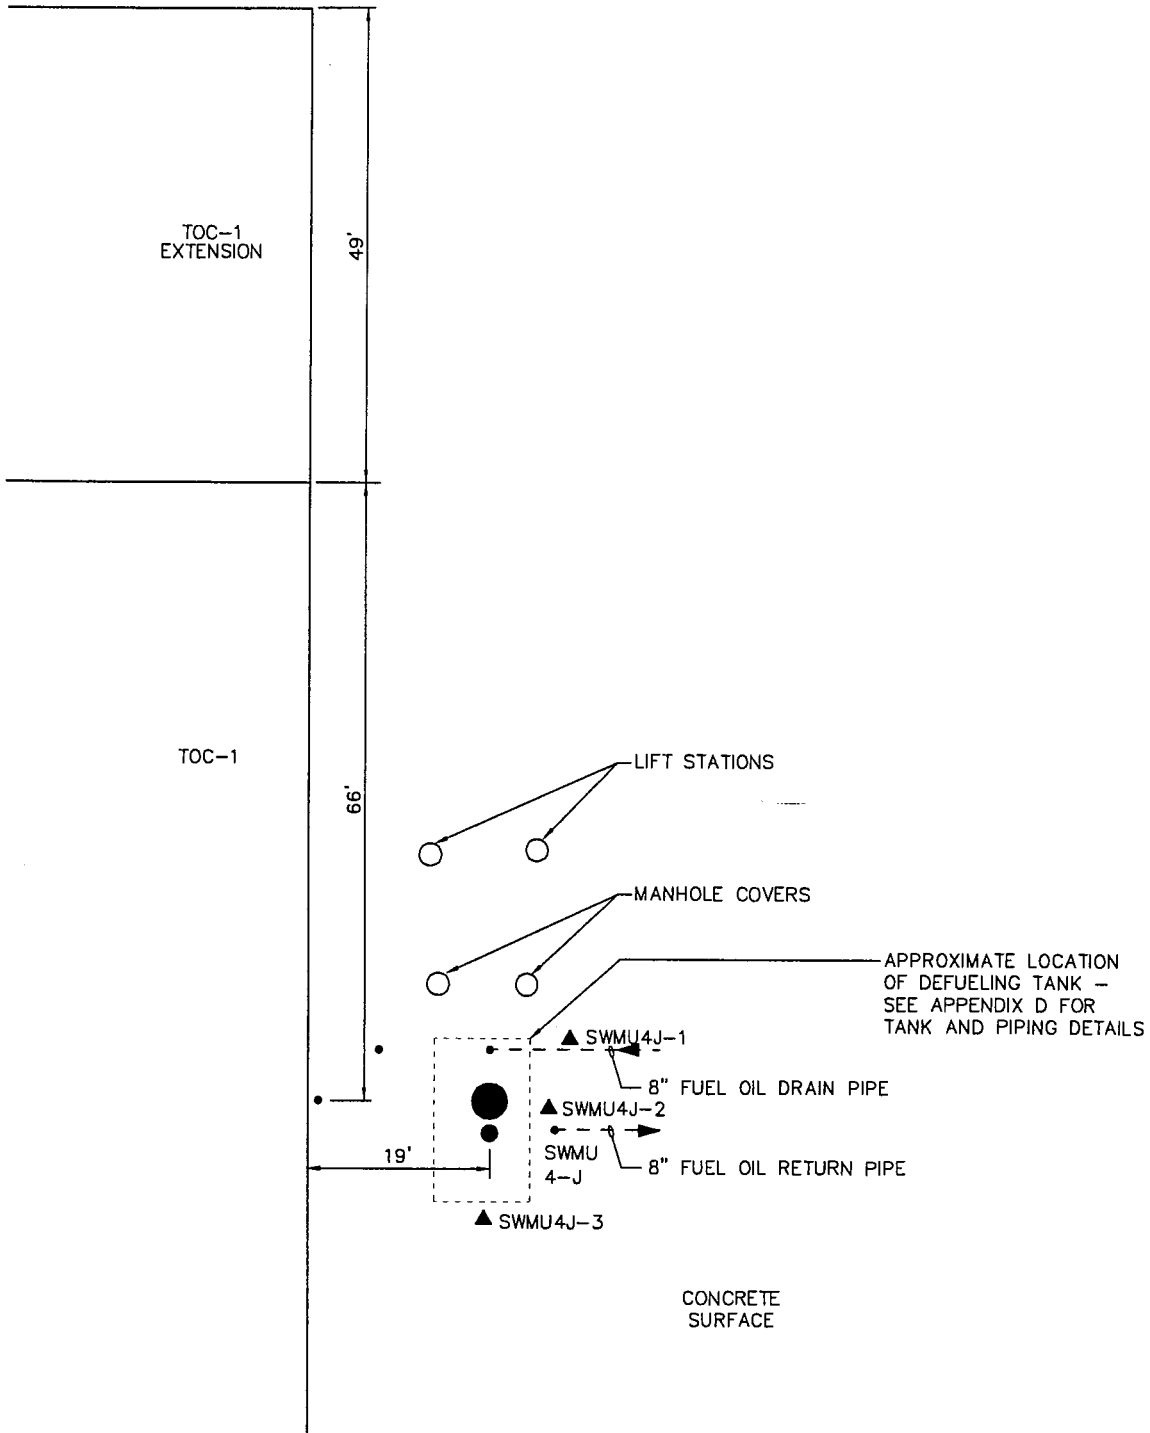 TOC-1
EXTENSION
49'
TOC-1
66'
LIFT STATIONS
MANHOLE COVERS
APPROXIMATE LOCATION
OF DEFUELING TANK -
SEE APPENDIX D FOR
TANK AND PIPING DETAILS
SWMU4J-1
8" FUEL OIL DRAIN PIPE
SWMU4J-2
SWMU
4-J
19'
8" FUEL OIL RETURN PIPE
SWMU4J-3
CONCRETE
SURFACE